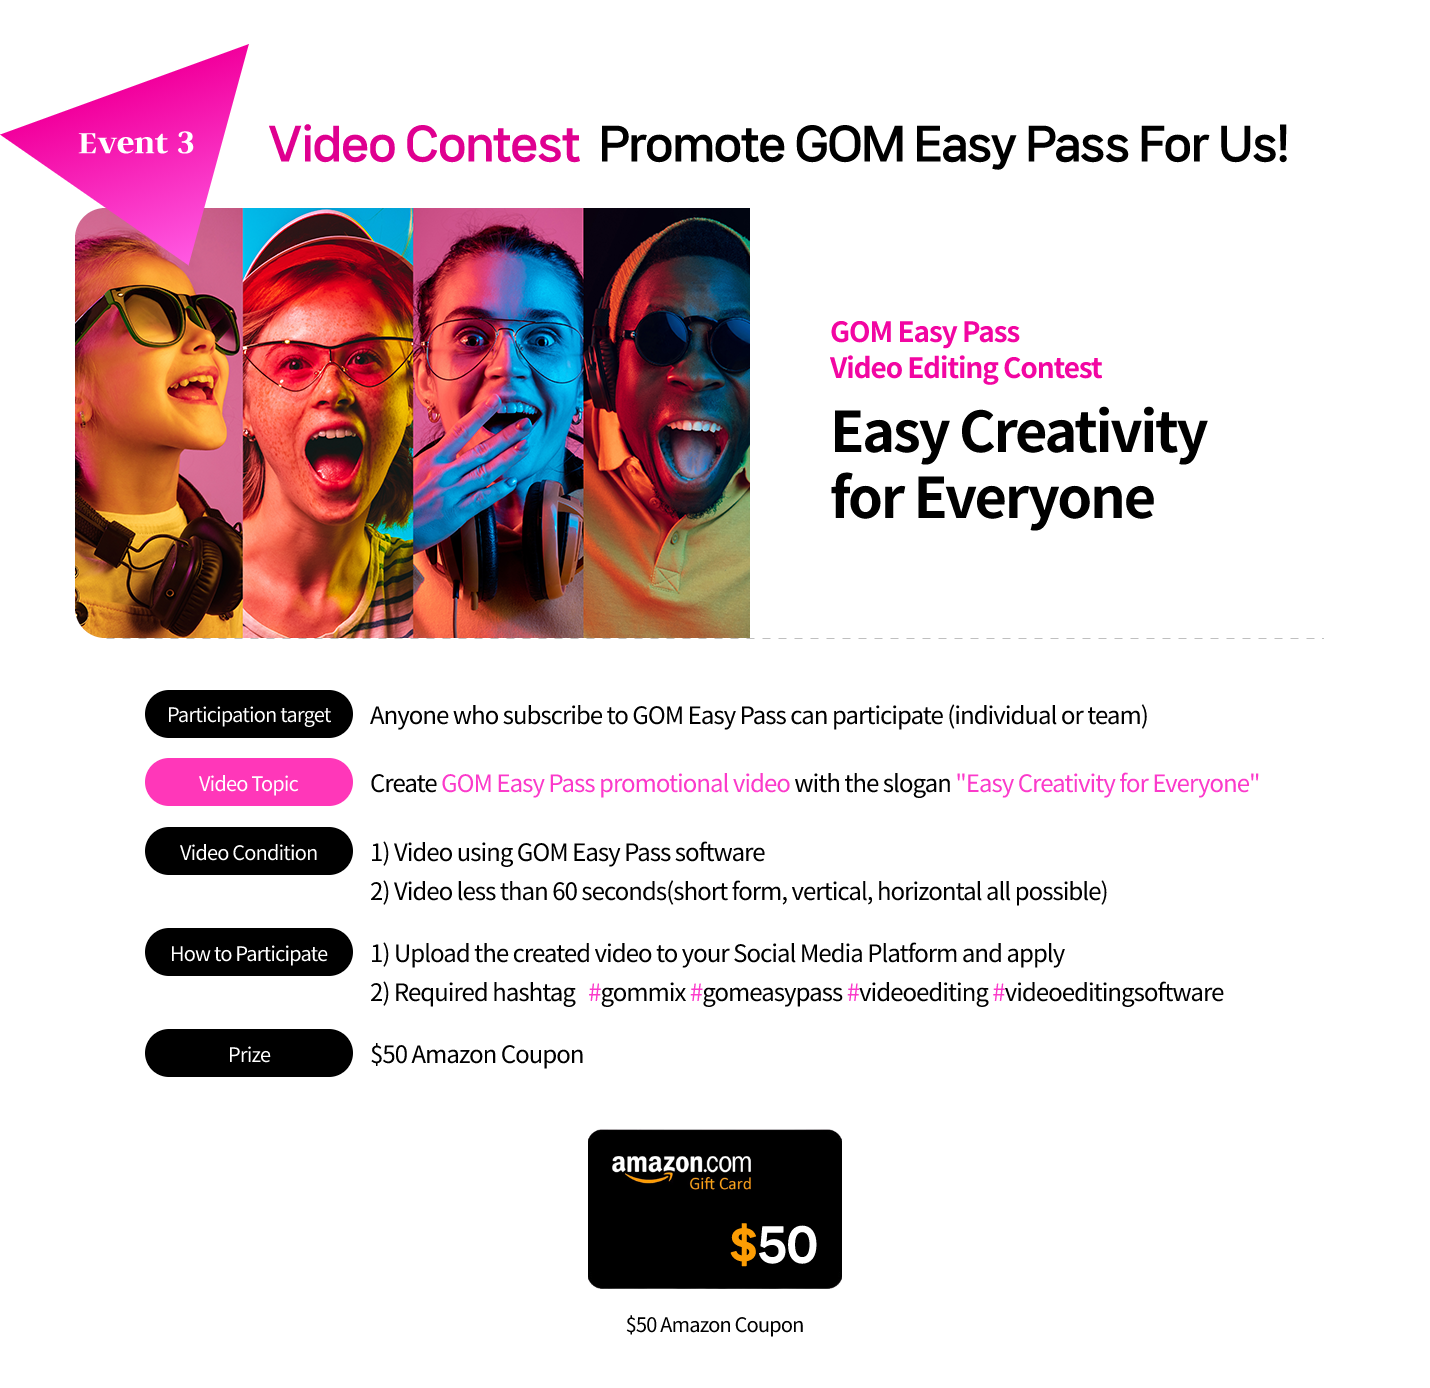 Event 3
Video Contest Promote GOM Easy Pass For Us!
GOM Easy Pass
Video Editing Contest
Easy Creativity
for Everyone
Participation target Anyone who subscribe to GOM Easy Pass can participate (individual or team)
Video Topic Create GOM Easy Pass promotional video with the slogan "Easy Creativity for Everyone"
Video Condition 1) Video using GOM Easy Pass software
2) Video less than 60 seconds(short form, vertical, horizontal all possible)
How to Participate 1) Upload the created video to your Social Media Platform and apply
2) Required hashtag #gommix #gomeasypass #videoediting #videoeditingsoftware
Prize $50 Amazon Coupon
amazon.com
Gift Card
$50
$50 Amazon Coupon